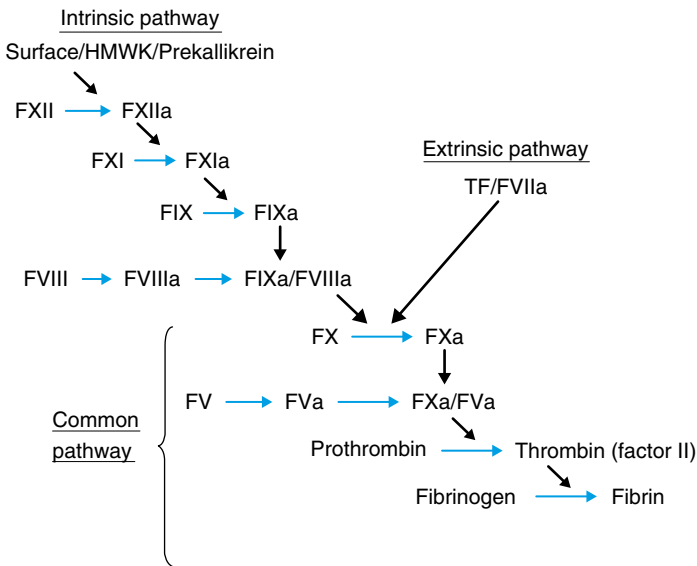 Intrinsic pathway
Surface/HMWK/Prekallikrein
FXII FXIIa
FXI FXIa
Extrinsic pathway
TF/FVIIa
FIX FIXa
FVIII FVIIIa FIXa/FVIIIa
FX FXa
FV FVa FXa/FVa
Common
pathway
Prothrombin Thrombin (factor II)
Fibrinogen Fibrin